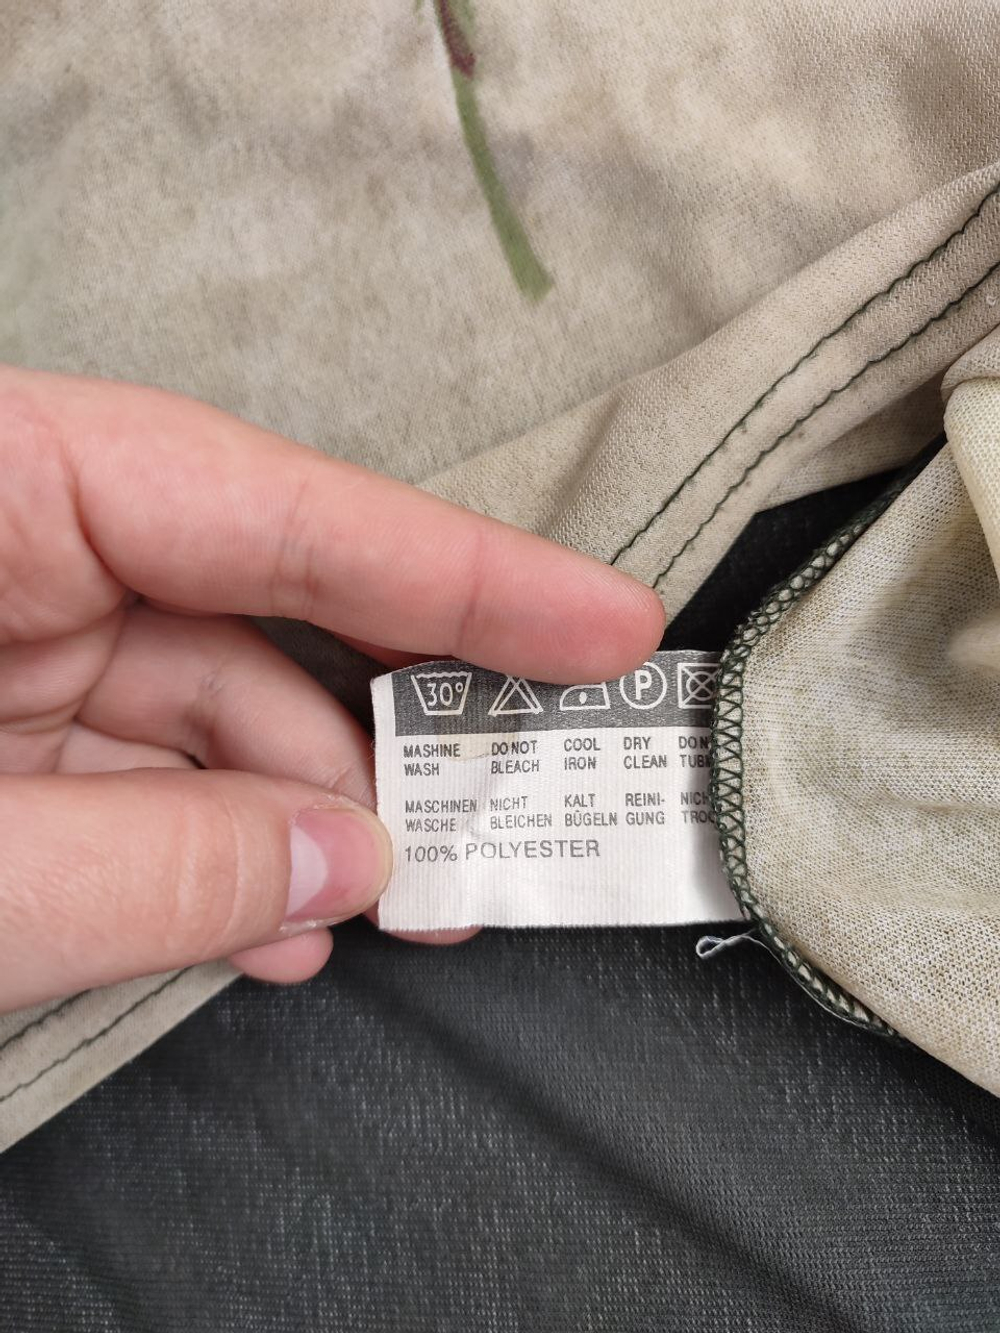 30° P
MASHINE DO NOT COOL DRY
WASH BLEACH IRON CLEAN
MASCHINEN NICHT KALT REINI-
WASCHE BLEICHEN BÜGELN GUNG
100% POLYESTER